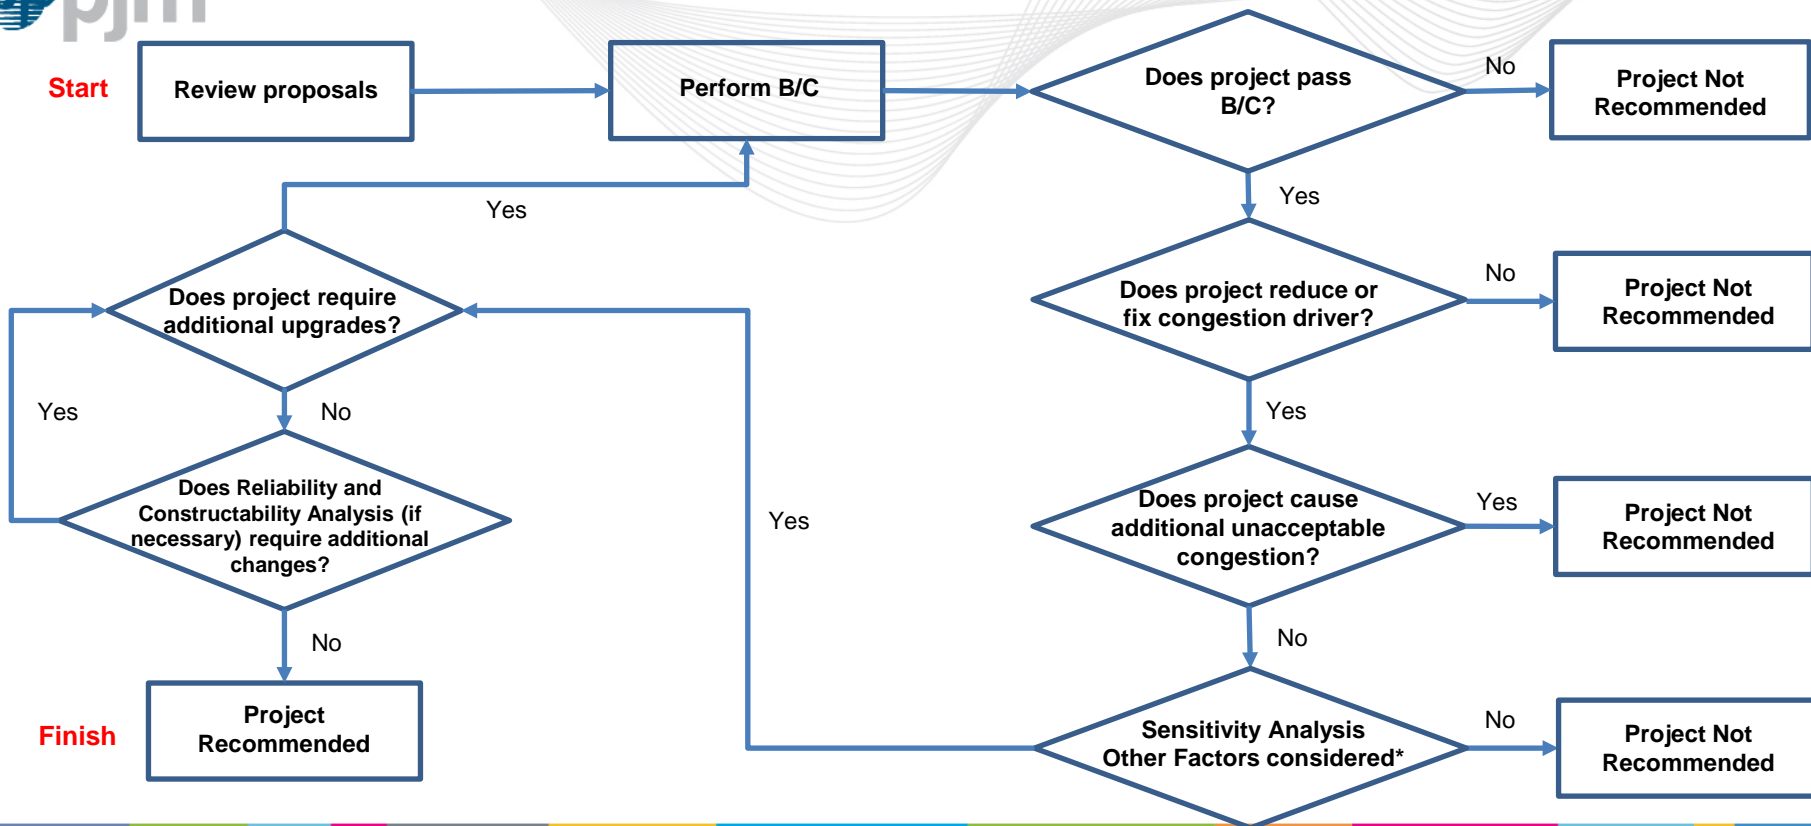 pjm
Start
Review proposals
Perform B/C
Does project pass
B/C?
No
Project Not
Recommended
Yes
Yes
Does project require
additional upgrades?
Does project reduce or
fix congestion driver?
No
Project Not
Recommended
Yes
No
Yes
Does Reliability and
Constructability Analysis (if
necessary) require additional
changes?
Yes
Does project cause
additional unacceptable
congestion?
Yes
Project Not
Recommended
No
No
Finish
Project
Recommended
Sensitivity Analysis
Other Factors considered*
No
Project Not
Recommended